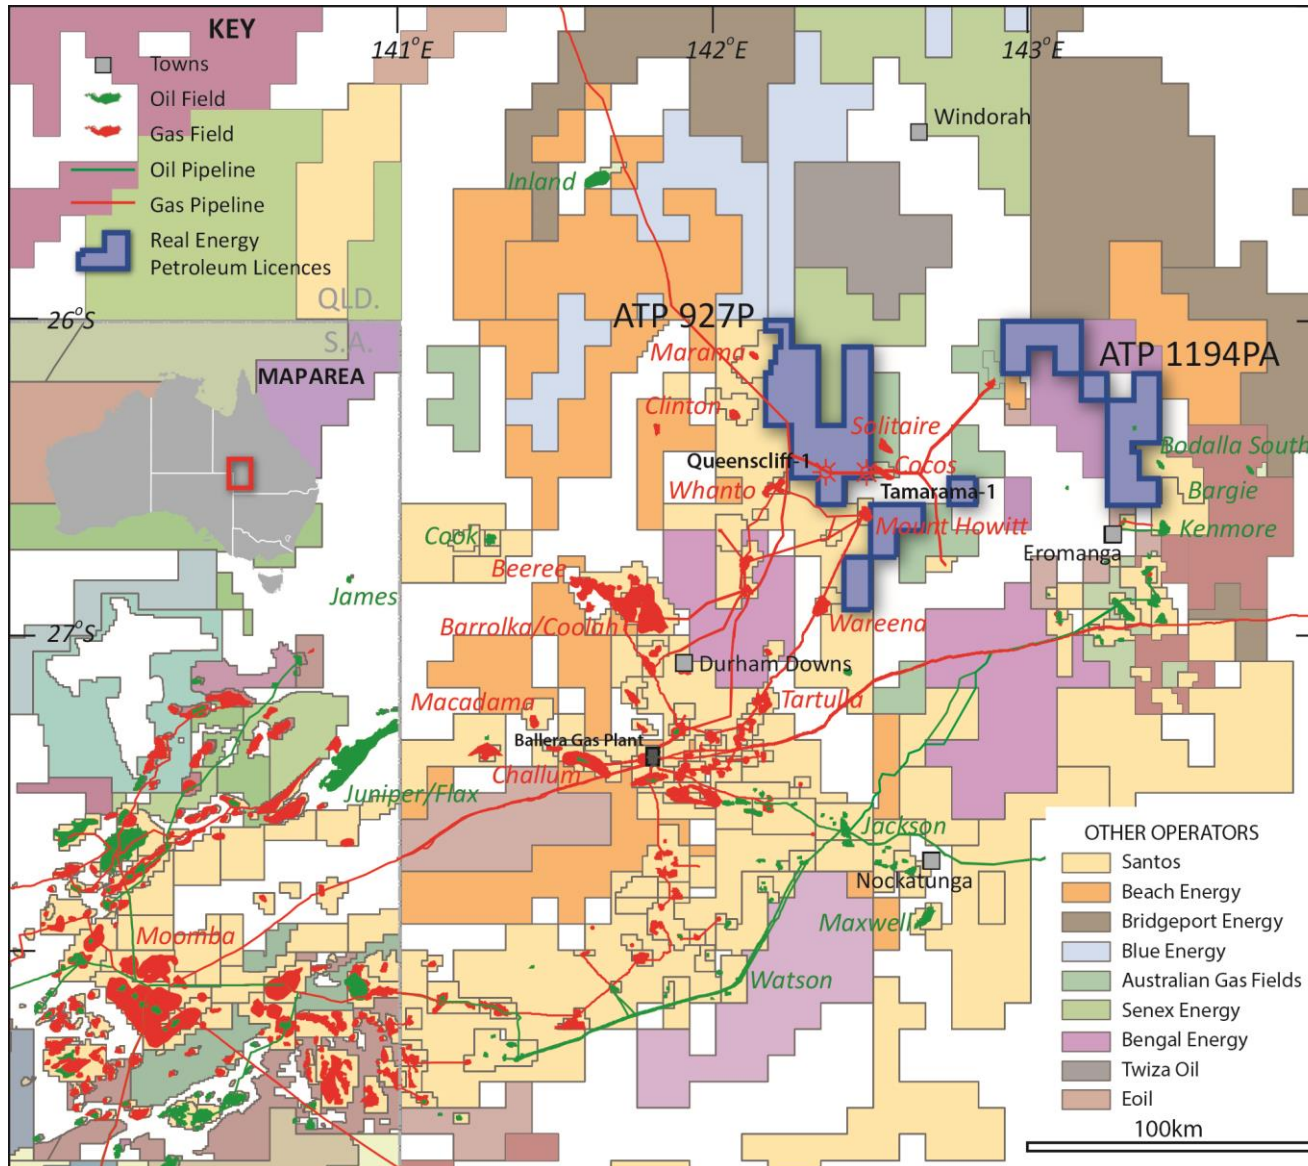 KEY
Towns
Oil Field
Gas Field
Oil Pipeline
Gas Pipeline
Real Energy
Petroleum Licences
141°E
142°E
143°E
Windorah
Inland
QLD.
26°S
S.A.
MAPAREA
ATP 927P
ATP 1194PA
Marama
Clinton
Solitaire
Bodalla South
Queenscliff-1
Cocos
Whanto
Tamarama-1
Bargie
Mount Howitt
Kenmore
Cook
Eromanga
Beeree
James
Barrolka/Coolah
Wareena
27°S
Durham Downs
Macadama
Tartulla
Ballera Gas Plant
Challum
Juniper/Flax
Jackson
Nockatunga
Maxwell
Moomba
Watson
OTHER OPERATORS
Santos
Beach Energy
Bridgeport Energy
Blue Energy
Australian Gas Fields
Senex Energy
Bengal Energy
Twiza Oil
Eoil
100km